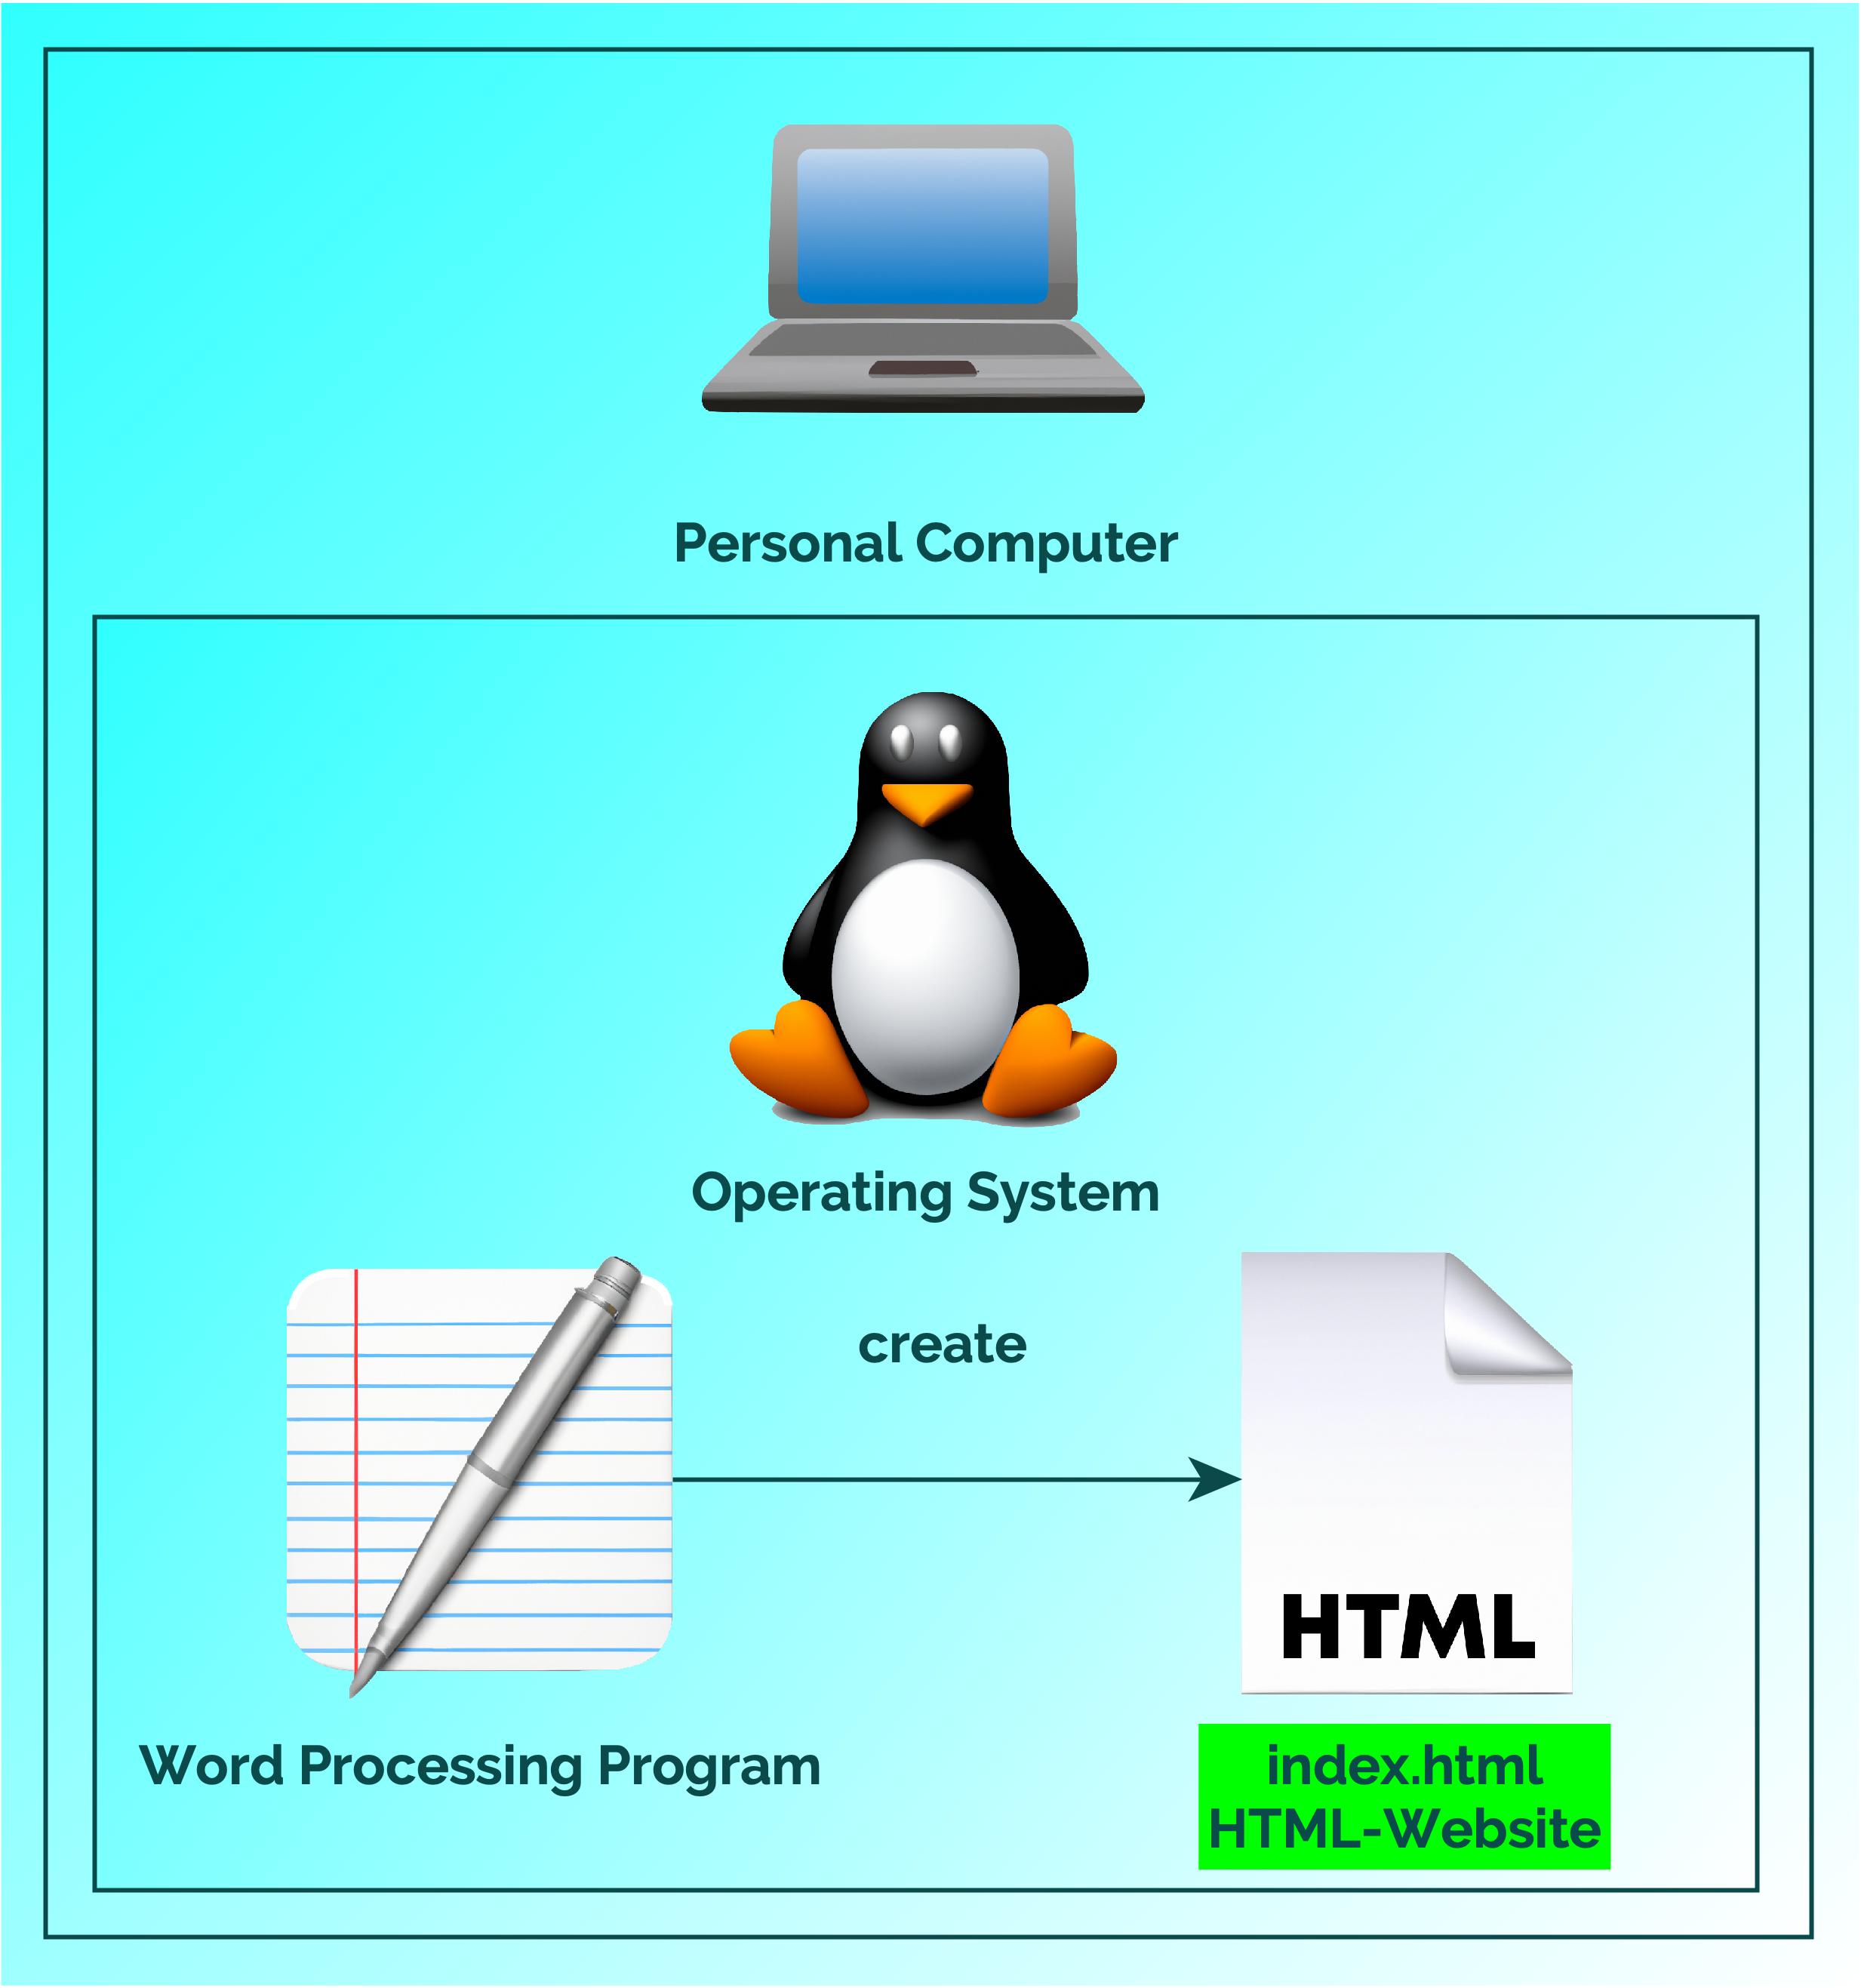 Personal Computer
Operating System
create
HTML
Word Processing Program
index.html
HTML-Website